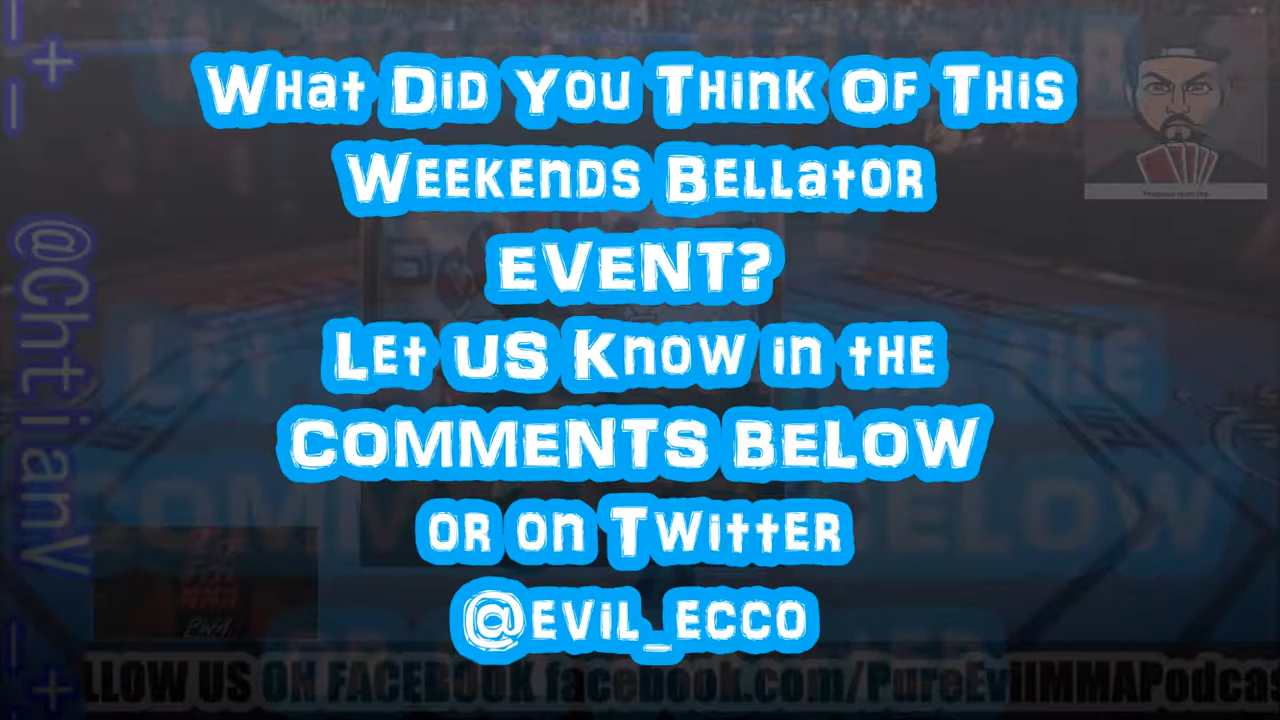 What Did You Think Of This
Weekends Bellator
EVENT?
Let US Know in the
COMMENTS BELOW
or on Twitter
@evil_ecco
@ChtianV
LLOW US ON FACEBOOK facebook.com/PureEvilMMAPodcas